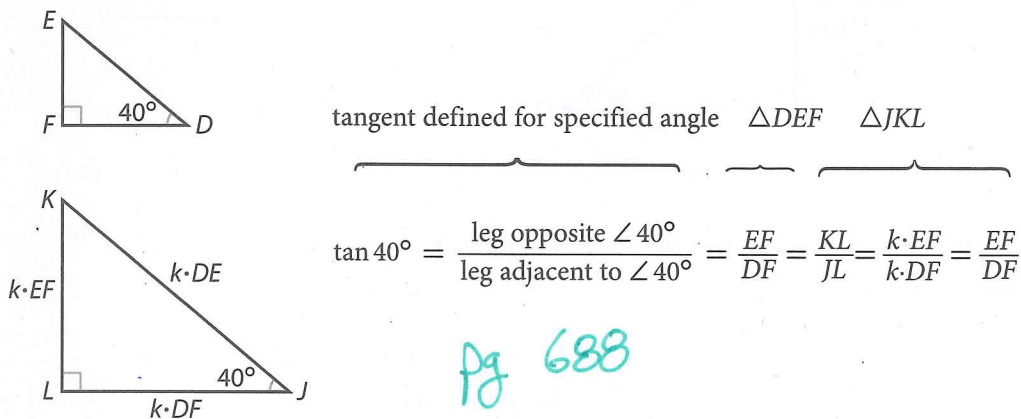 E
F 40° D
tangent defined for specified angle △DEF △JKL
K
k·EF k·DE
L 40° J
k·DF
tan 40° = leg opposite ∠40° / leg adjacent to ∠40° = EF/DF = KL/JL = k·EF/k·DF = EF/DF
pg 688